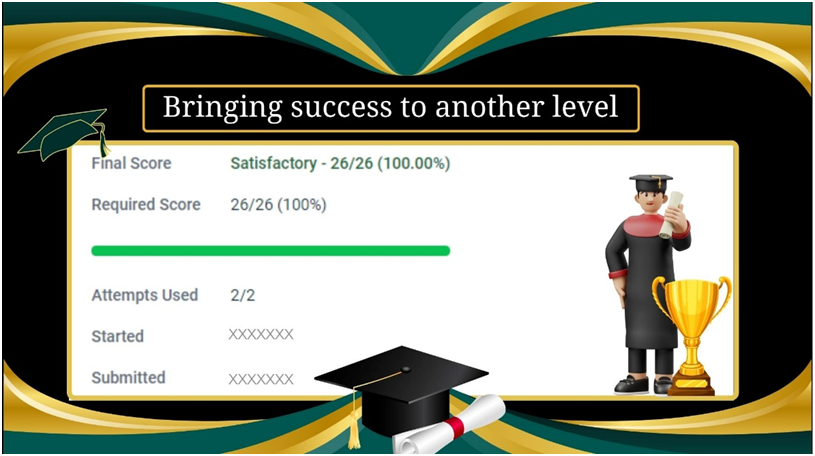 Bringing success to another level
Final Score Satisfactory - 26/26 (100.00%)
Required Score 26/26 (100%)
Attempts Used 2/2
Started XXXXXXX
Submitted XXXXXXX